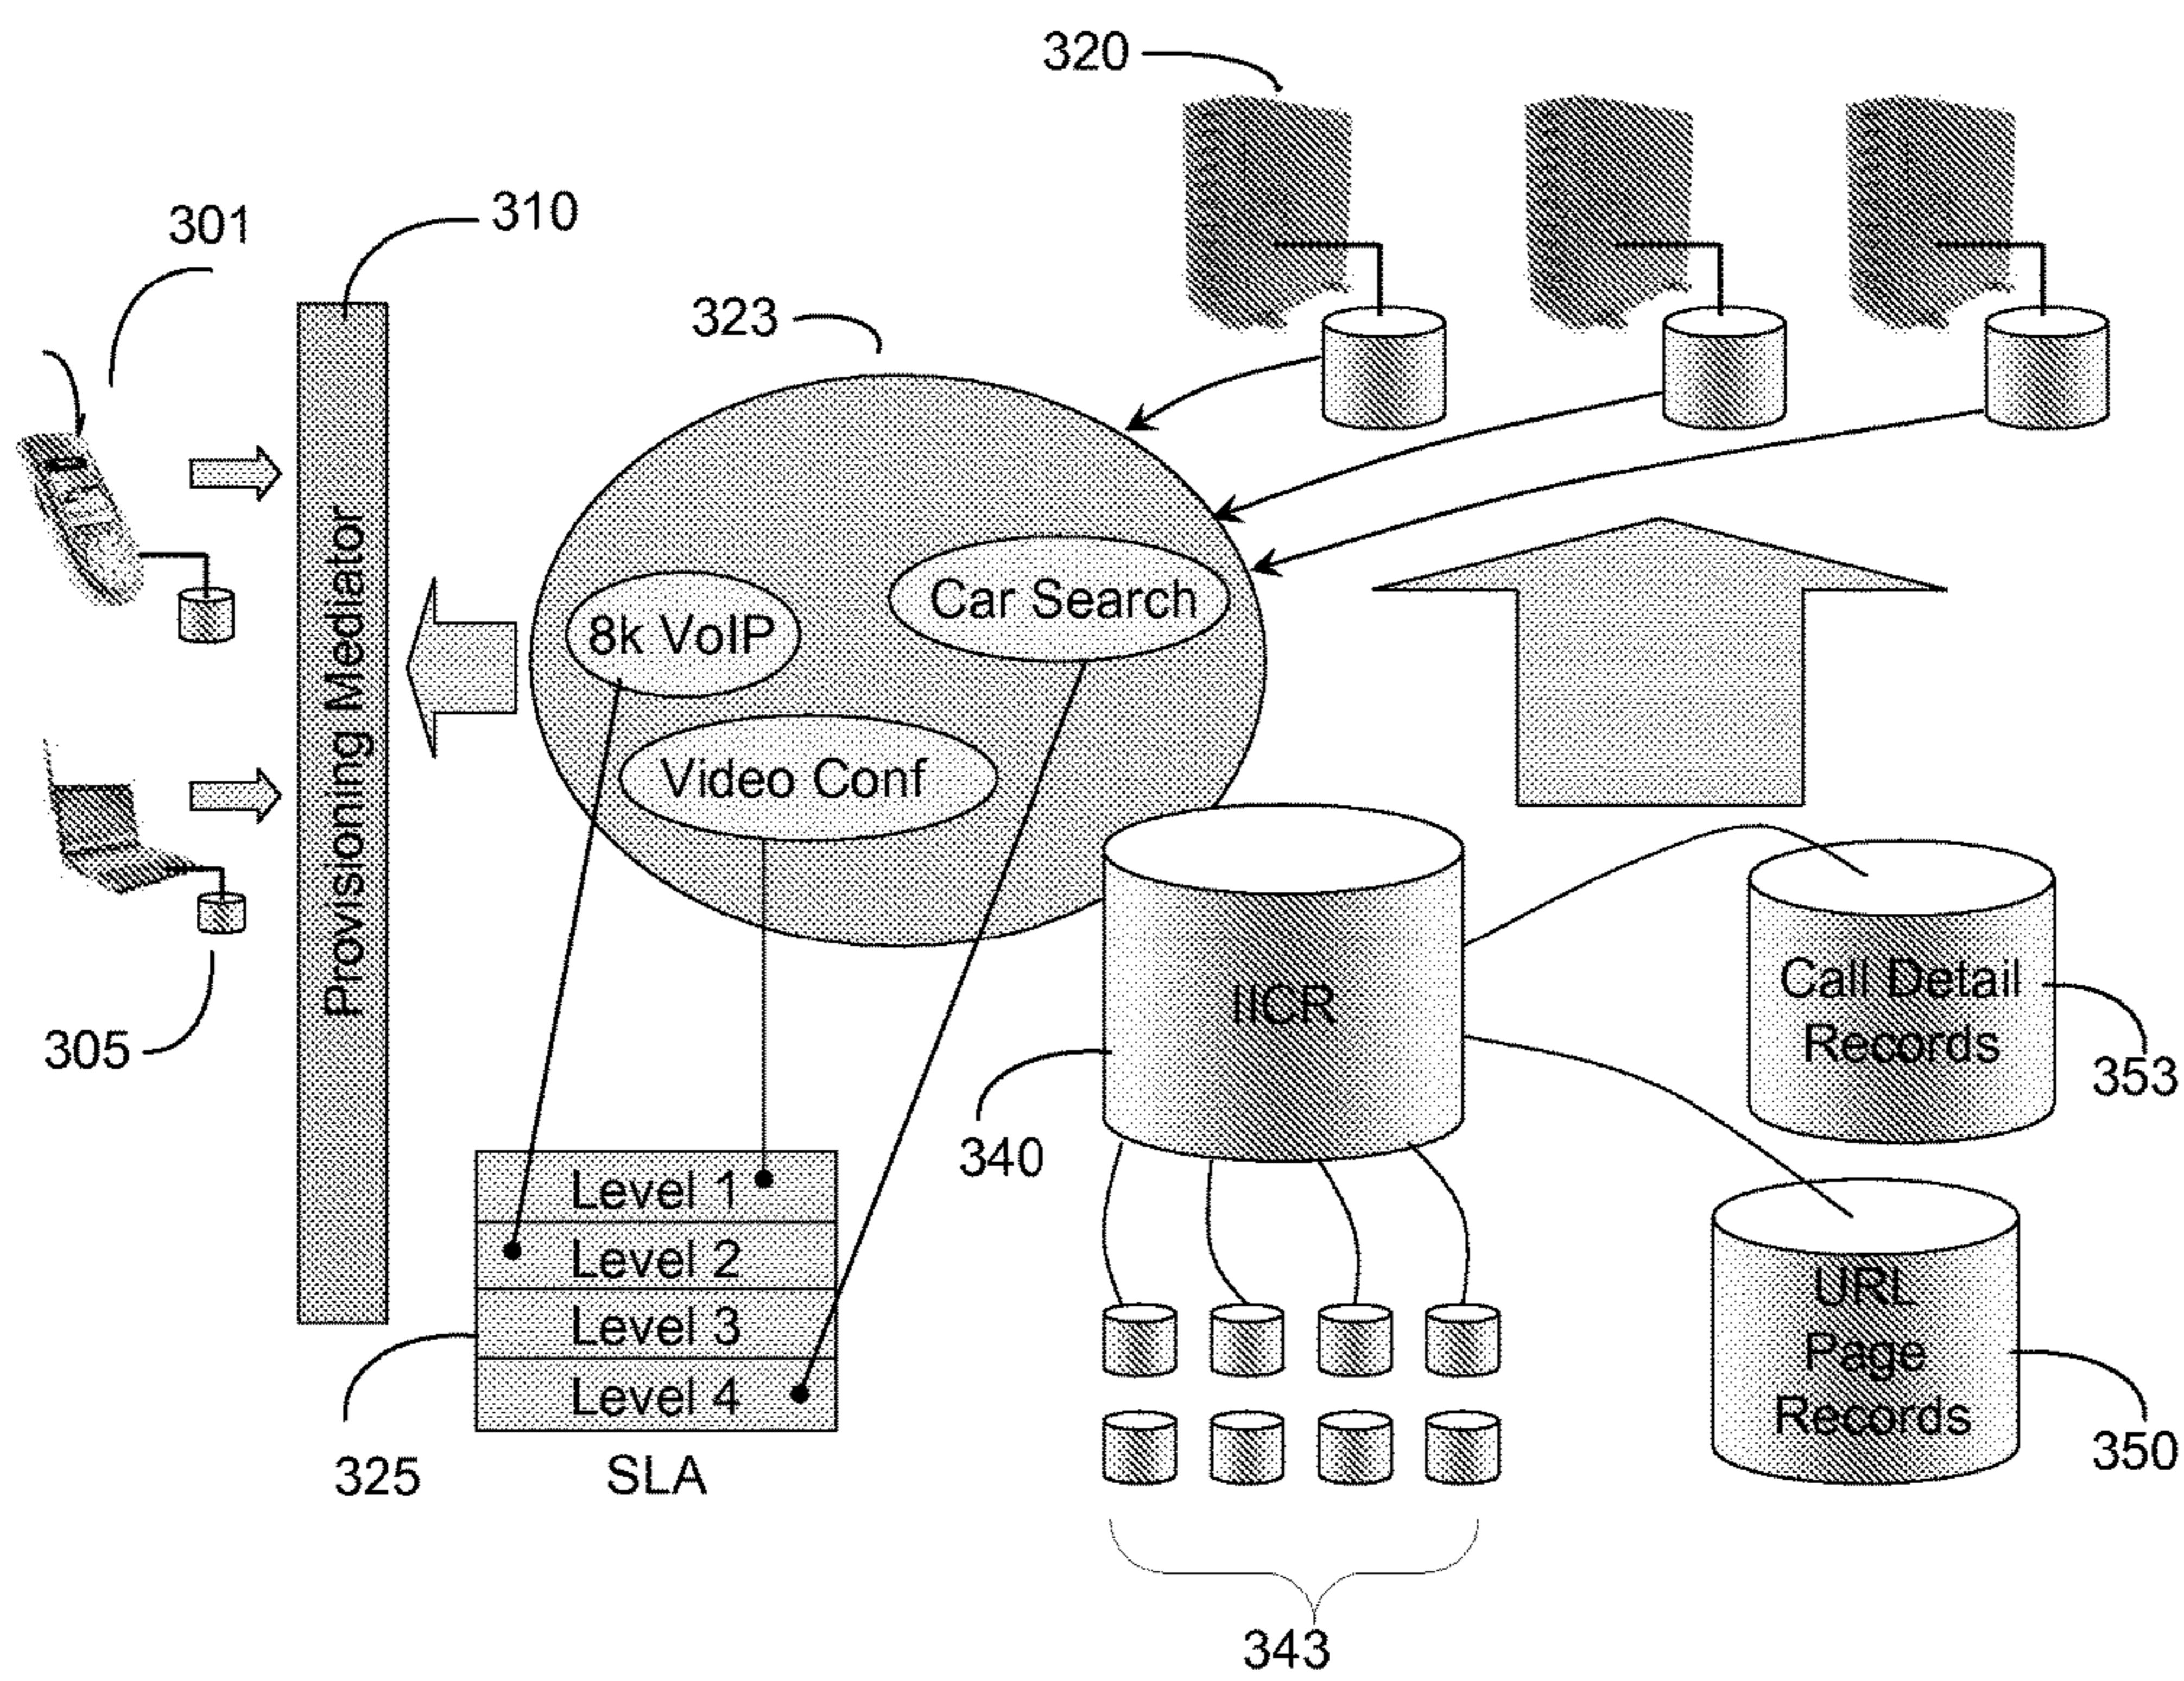 320
301
310
323
Car Search
8k VoIP
Video Conf
Provisioning Mediator
305
IICR
Call Detail
Records
353
340
Level 1
Level 2
Level 3
Level 4
325
SLA
URL
Page
Records
350
343